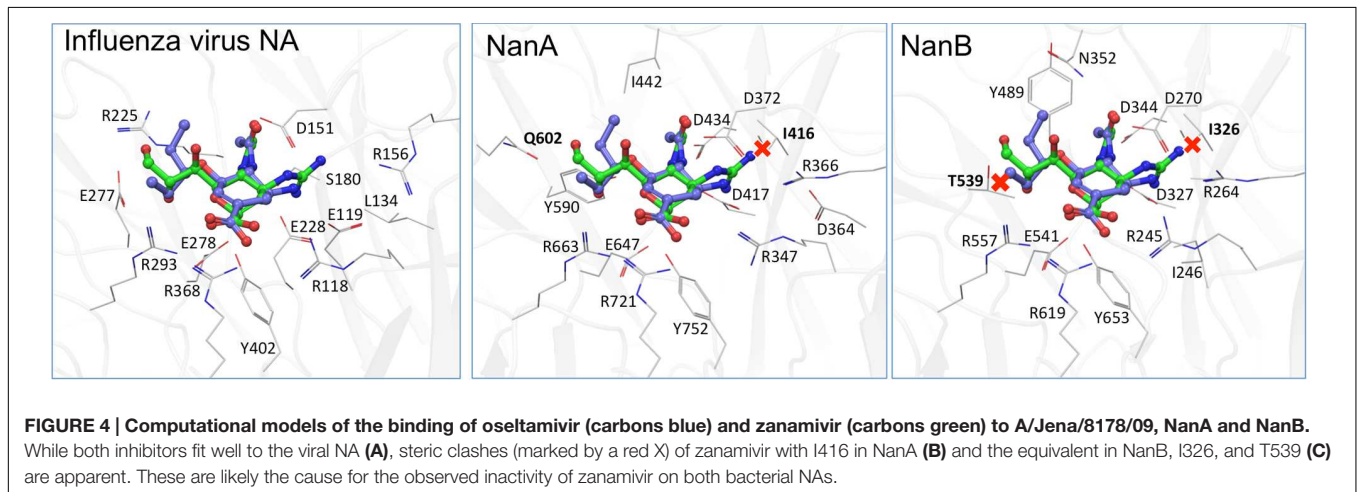 Influenza virus NA
R225
D151
R156
S180
E277
L134
E119
E228
E278
R293
R368
R118
Y402
NanA
I442
D372
D434
I416
Q602
R366
D417
Y590
D364
R663
E647
R347
R721
Y752
NanB
N352
Y489
D344
D270
I326
T539
D327
R264
R557
E541
R245
I246
R619
Y653
FIGURE 4 | Computational models of the binding of oseltamivir (carbons blue) and zanamivir (carbons green) to A/Jena/8178/09, NanA and NanB.
While both inhibitors fit well to the viral NA (A), steric clashes (marked by a red X) of zanamivir with I416 in NanA (B) and the equivalent in NanB, I326, and T539 (C)
are apparent. These are likely the cause for the observed inactivity of zanamivir on both bacterial NAs.